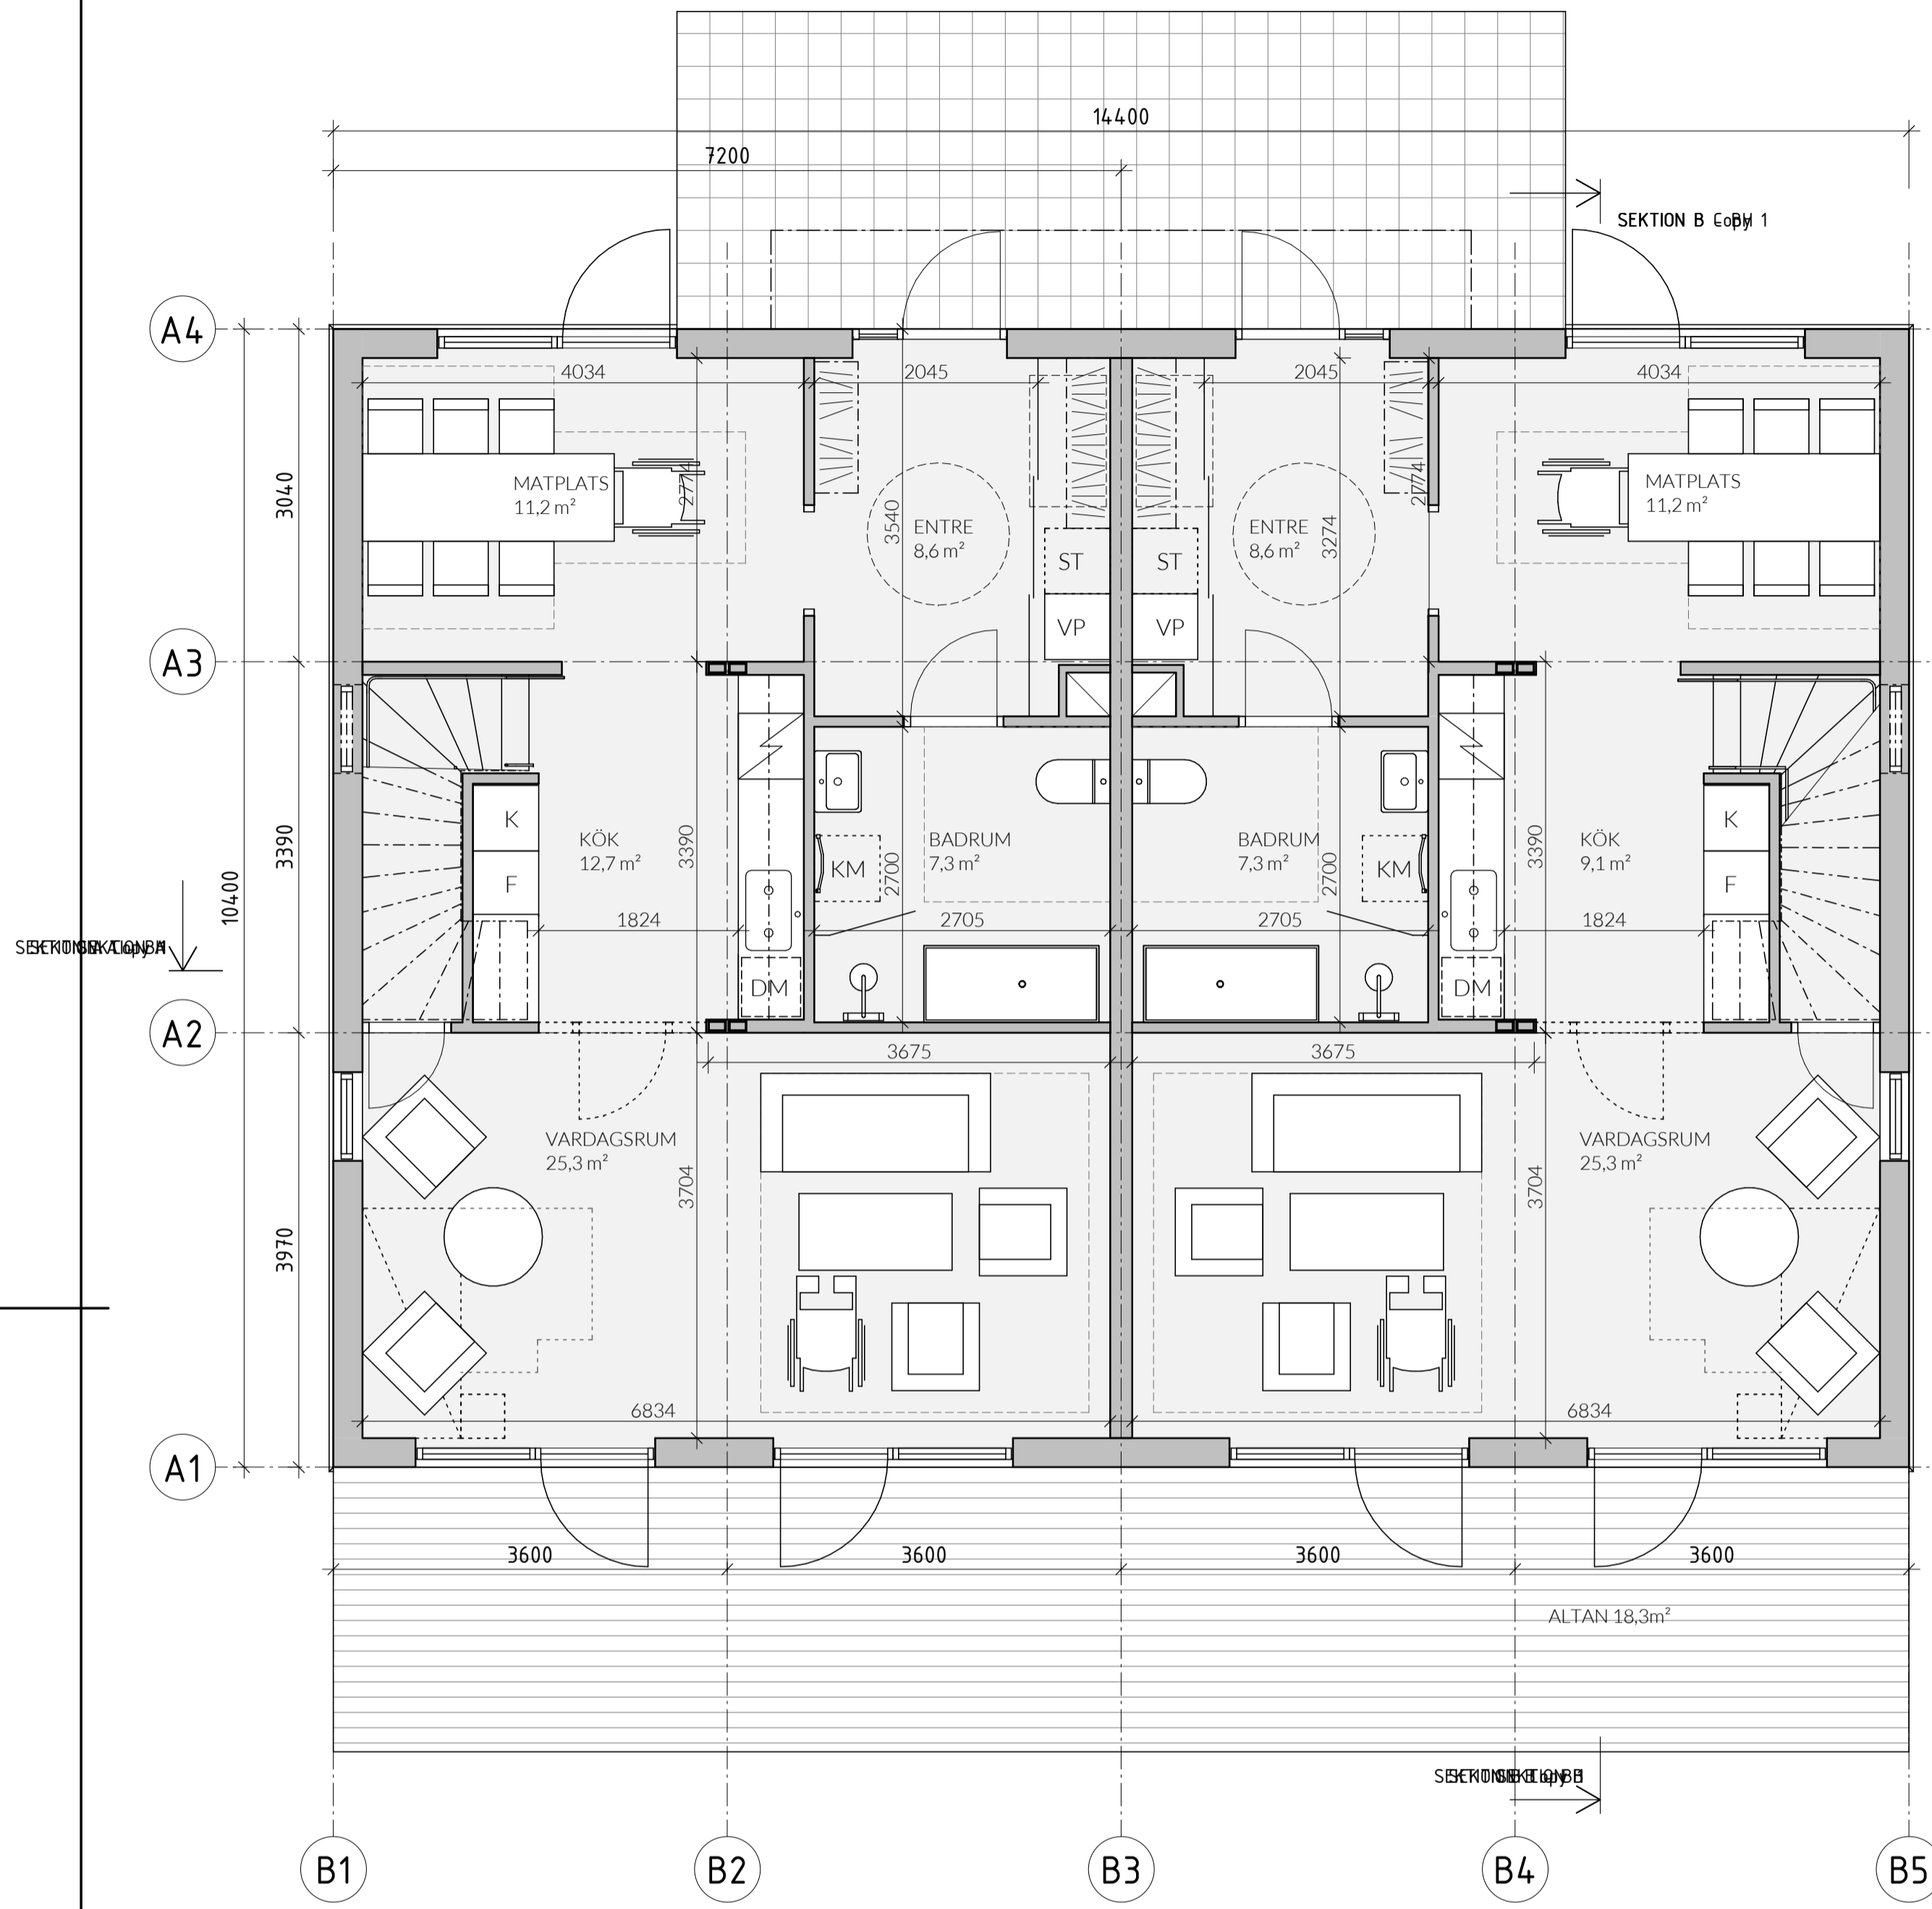 14400
7200
SEKTION B
A4
4034
2045
2045
4034
3040
MATPLATS
11,2 m²
2774
3540
ENTRE
8,6 m²
ST
VP
ST
VP
ENTRE
8,6 m²
3274
2774
MATPLATS
11,2 m²
A3
10400
3390
K
F
KÖK
12,7 m²
3390
1824
DM
KM
2700
BADRUM
7,3 m²
2705
BADRUM
7,3 m²
2700
2705
KM
DM
3390
KÖK
9,1 m²
1824
K
F
A2
3675
3675
3970
VARDAGSRUM
25,3 m²
3704
3704
VARDAGSRUM
25,3 m²
6834
6834
A1
3600
3600
3600
3600
ALTAN 18,3m²
B1
B2
B3
B4
B5